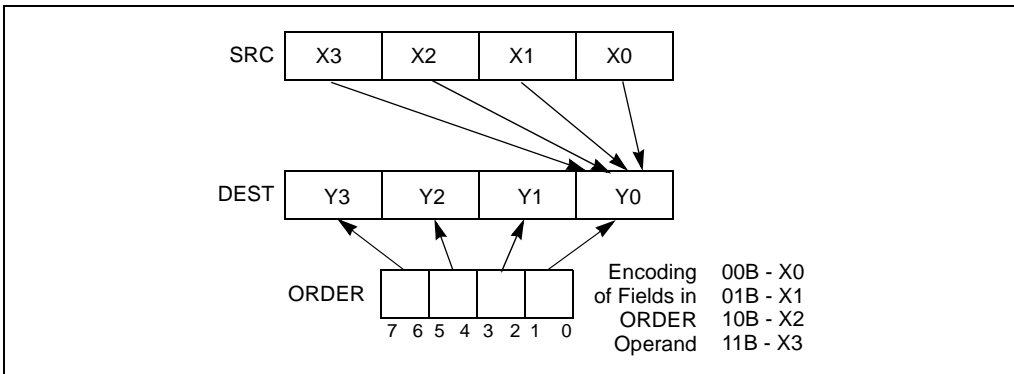 SRC X3 X2 X1 X0
DEST Y3 Y2 Y1 Y0
ORDER
7 6 5 4 3 2 1 0
Encoding 00B - X0
of Fields in 01B - X1
ORDER 10B - X2
Operand 11B - X3